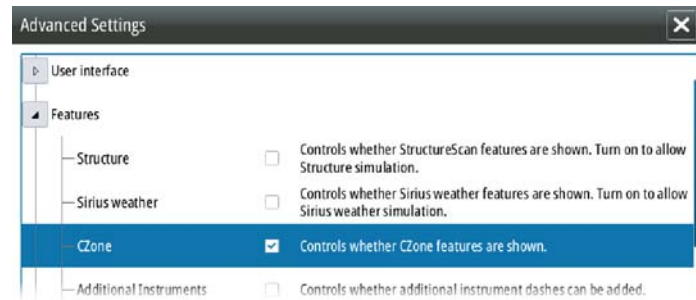 Advanced Settings
User interface
Features
Structure
Controls whether StructureScan features are shown. Turn on to allow
Structure simulation.
Sirius weather
Controls whether Sirius weather features are shown. Turn on to allow
Sirius weather simulation.
CZone
Controls whether CZone features are shown.
Additional Instruments
Controls whether additional instrument dashes can be added.